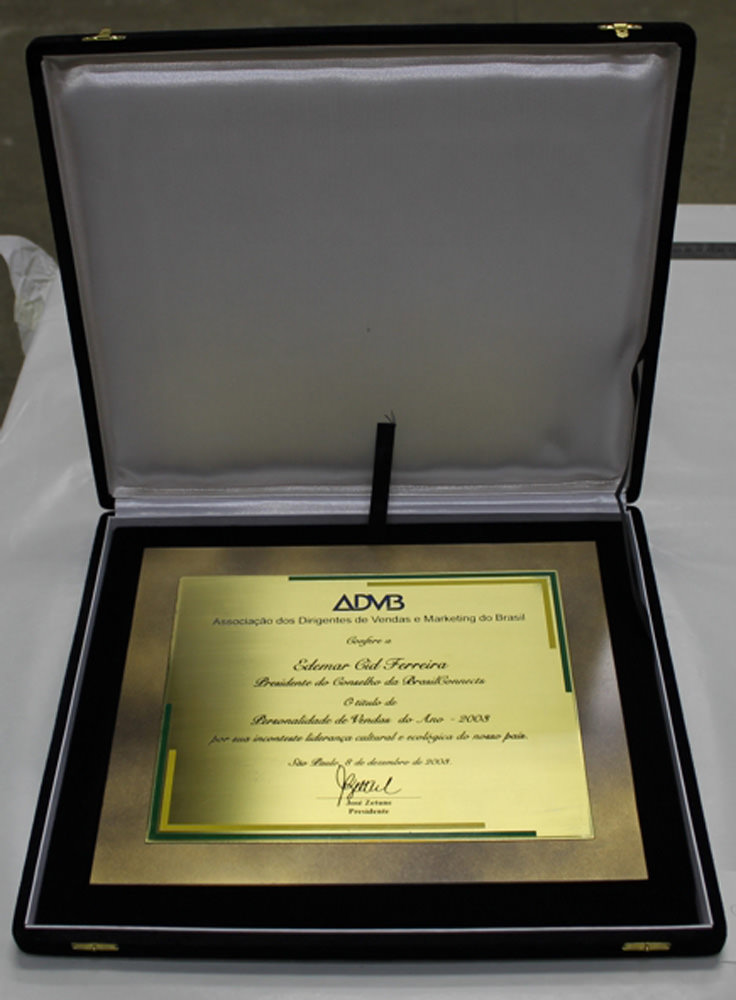 ADVB
Associação dos Dirigentes de Vendas e Marketing do Brasil
Confere a
Edemar Cid Ferreira
Presidente do Conselho da BrasilConnects
O título de
Personalidade de Vendas do Ano - 2003
por sua inconteste liderança cultural e ecológica do nosso país.
São Paulo, 8 de dezembro de 2003.
José Zetune
Presidente